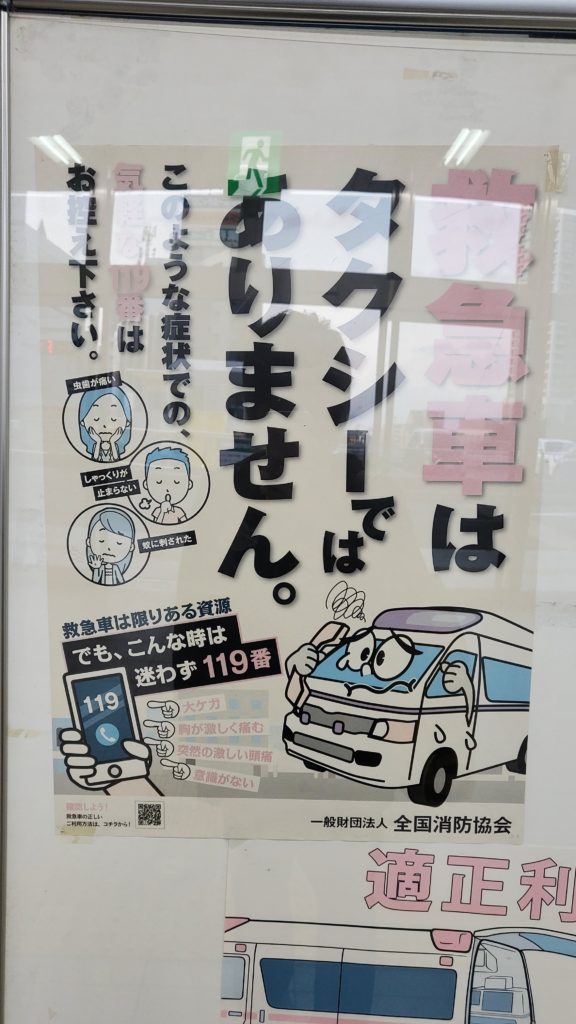 救急車は
タクシーでは
ありません。
このような症状での、
気軽な119番は
お控え下さい。
虫歯が痛い
しゃっくりが
止まらない
蚊に刺された
救急車は限りある資源
でも、こんな時は
迷わず119番
119
大ケガ
胸が激しく痛む
突然の激しい頭痛
意識がない
確認しよう!
救急車の正しい
ご利用方法は、コチラから!
一般財団法人 全国消防協会
適正利